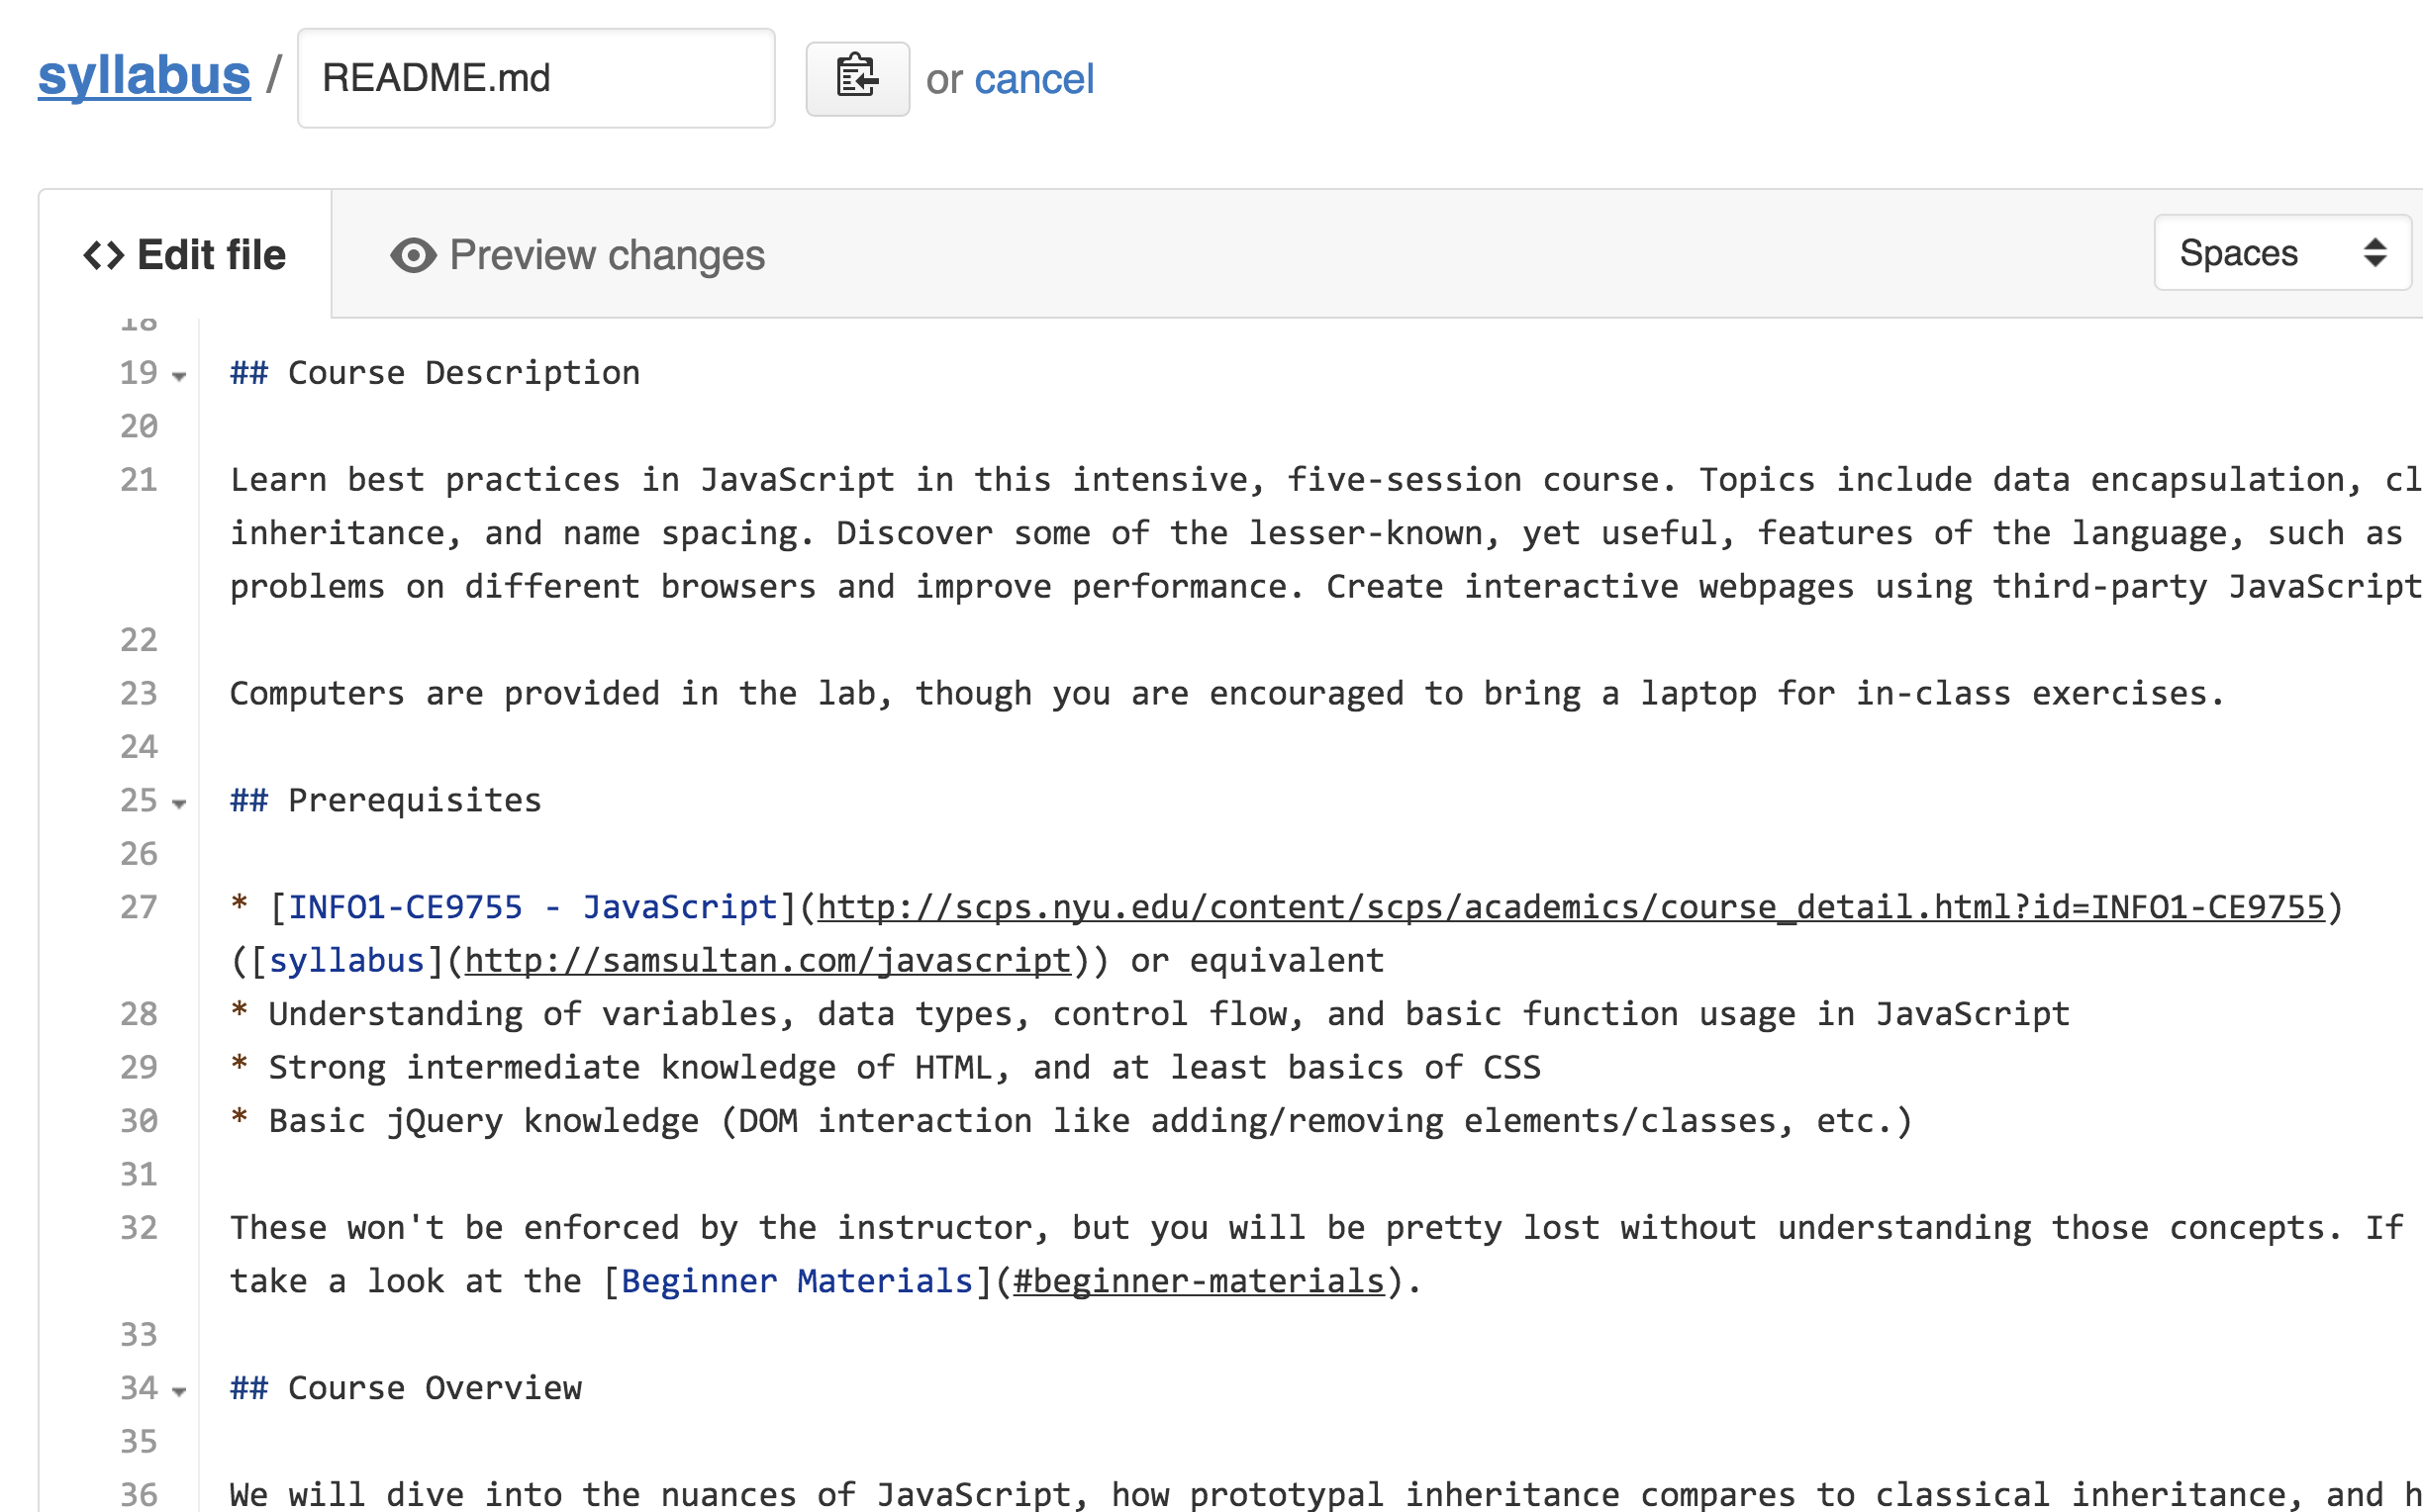 syllabus / README.md or cancel
Edit file Preview changes Spaces
18
19 ## Course Description
20
21 Learn best practices in JavaScript in this intensive, five-session course. Topics include data encapsulation,
inheritance, and name spacing. Discover some of the lesser-known, yet useful, features of the language, such as
problems on different browsers and improve performance. Create interactive webpages using third-party JavaScript
22
23 Computers are provided in the lab, though you are encouraged to bring a laptop for in-class exercises.
24
25 ## Prerequisites
26
27 * [INFO1-CE9755 - JavaScript](http://scps.nyu.edu/content/scps/academics/course_detail.html?id=INFO1-CE9755)
([syllabus](http://samsultan.com/javascript)) or equivalent
28 * Understanding of variables, data types, control flow, and basic function usage in JavaScript
29 * Strong intermediate knowledge of HTML, and at least basics of CSS
30 * Basic jQuery knowledge (DOM interaction like adding/removing elements/classes, etc.)
31
32 These won't be enforced by the instructor, but you will be pretty lost without understanding those concepts. If
take a look at the [Beginner Materials](#beginner-materials).
33
34 ## Course Overview
35
36 We will dive into the nuances of JavaScript, how prototypal inheritance compares to classical inheritance, and